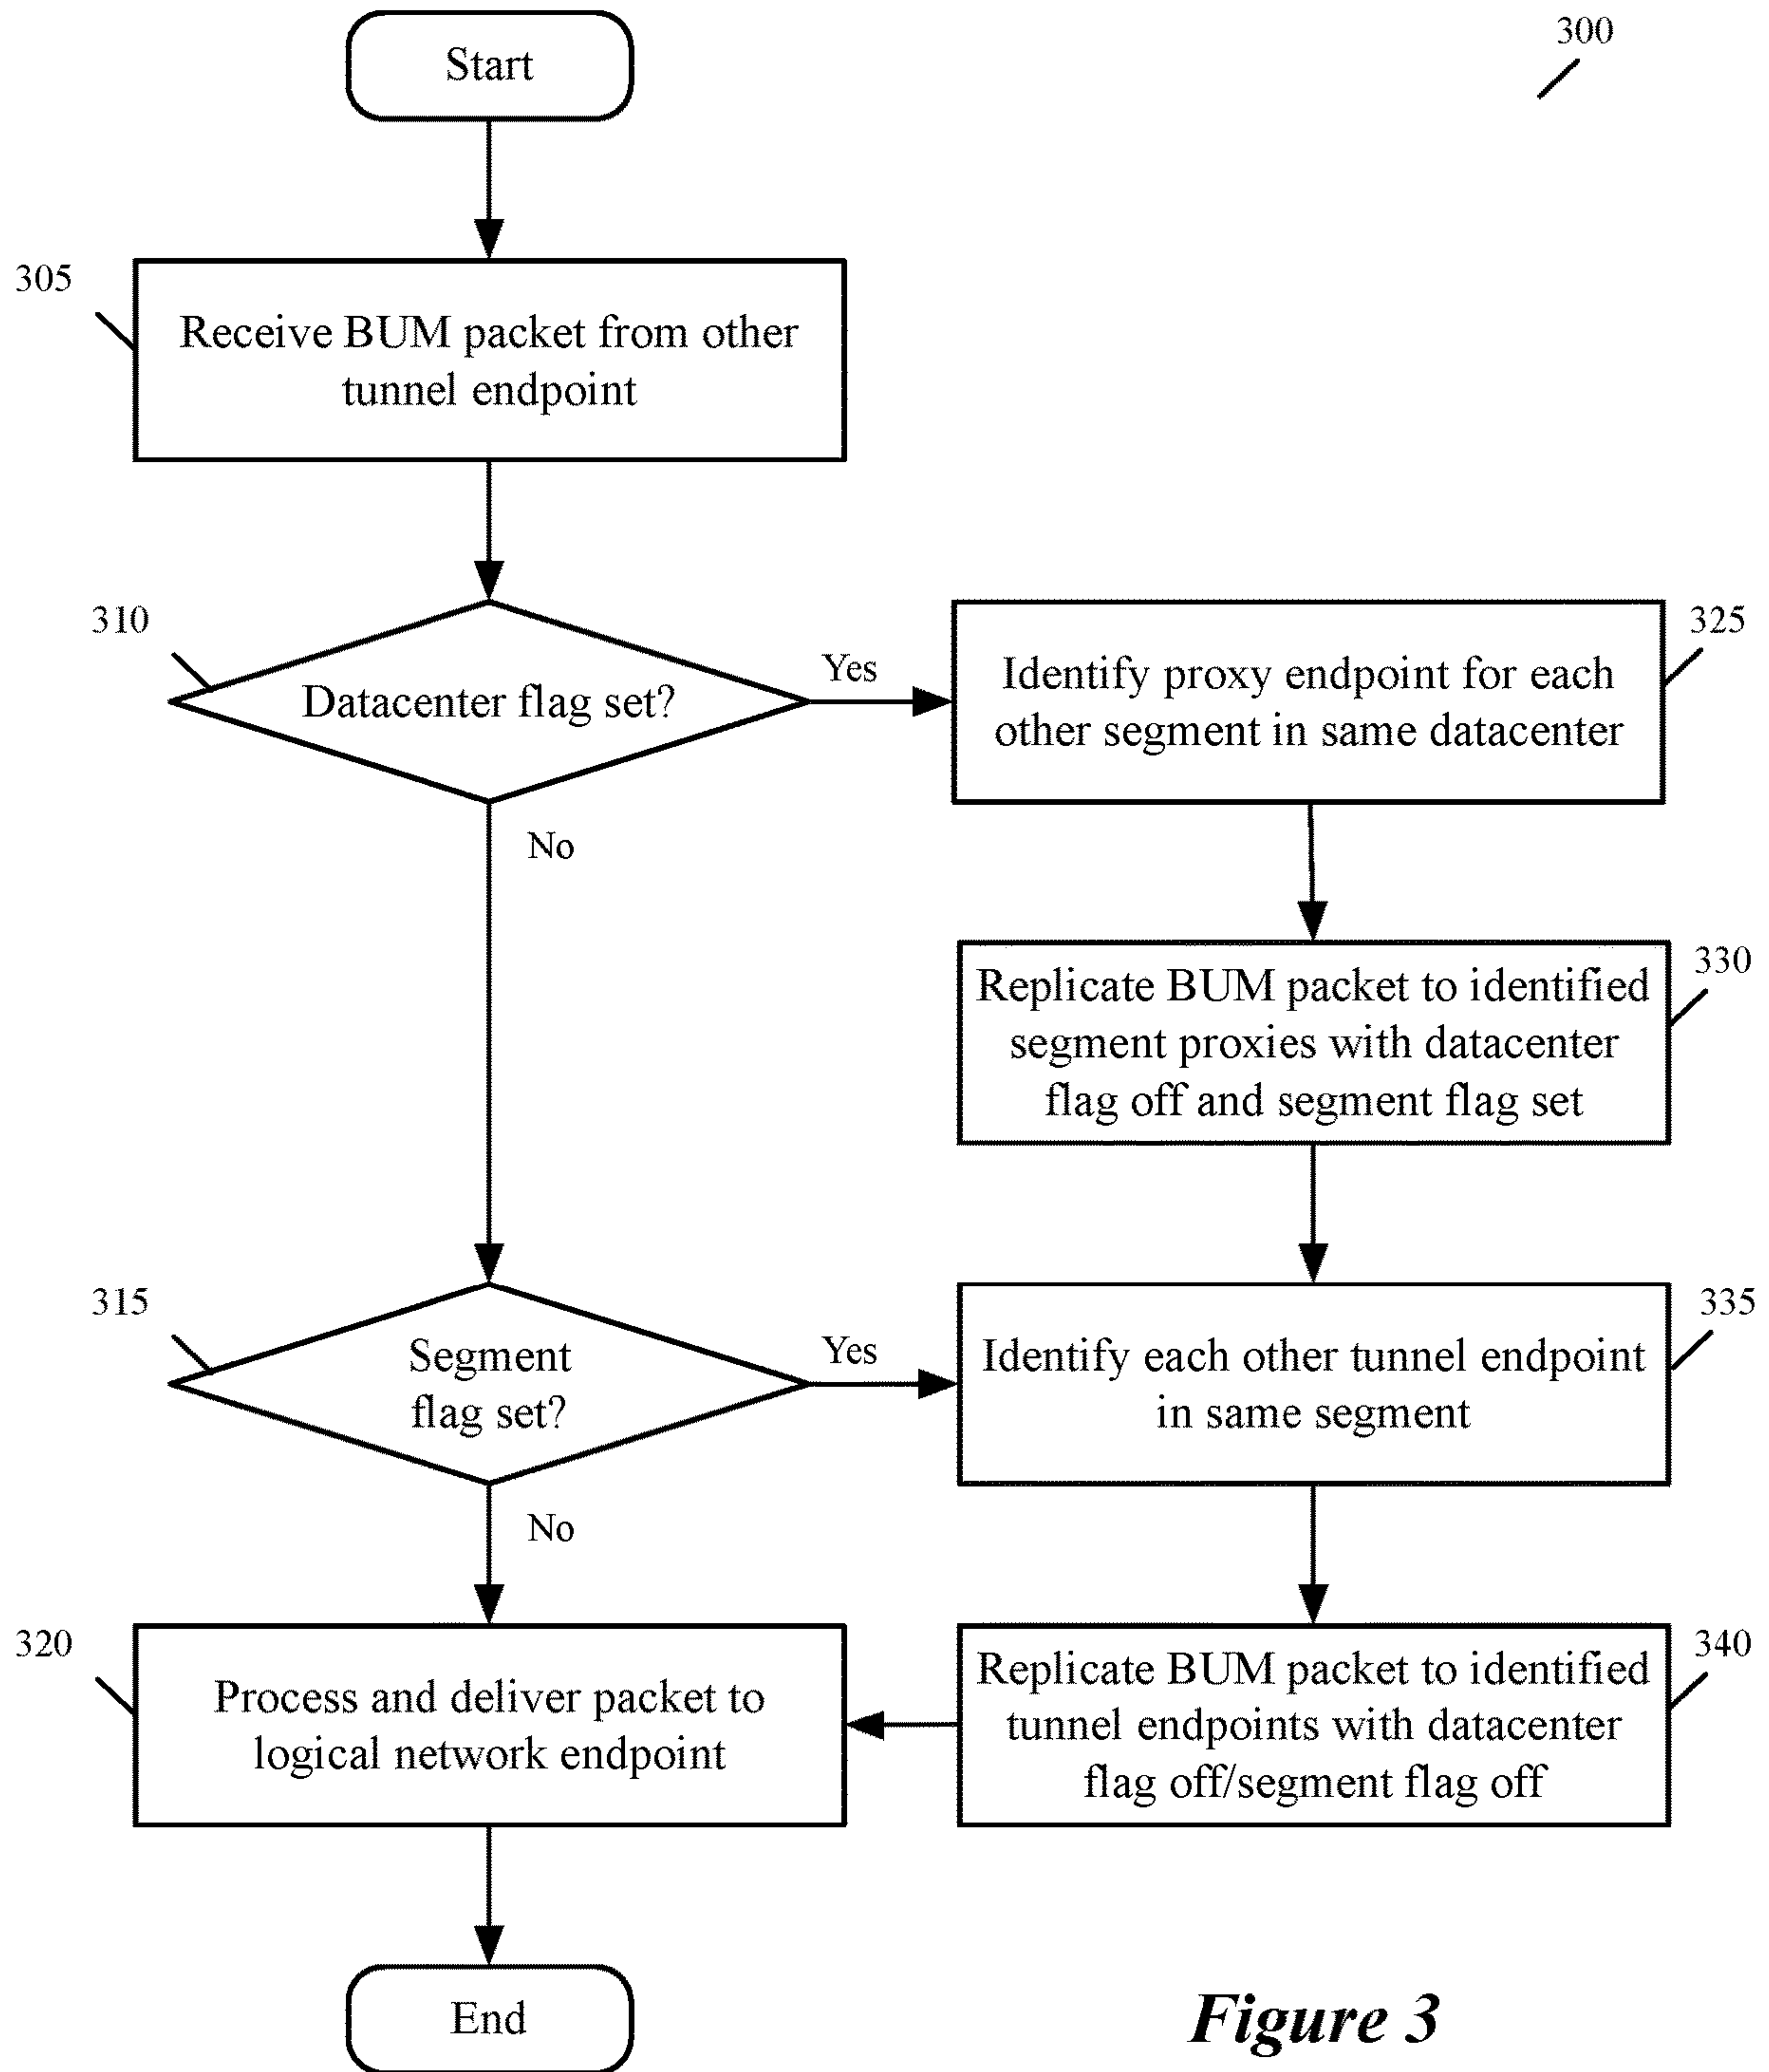 Start
300
305
Receive BUM packet from other
tunnel endpoint
310
Datacenter flag set?
Yes
No
325
Identify proxy endpoint for each
other segment in same datacenter
330
Replicate BUM packet to identified
segment proxies with datacenter
flag off and segment flag set
315
Segment
flag set?
Yes
No
335
Identify each other tunnel endpoint
in same segment
320
Process and deliver packet to
logical network endpoint
340
Replicate BUM packet to identified
tunnel endpoints with datacenter
flag off/segment flag off
End
Figure 3